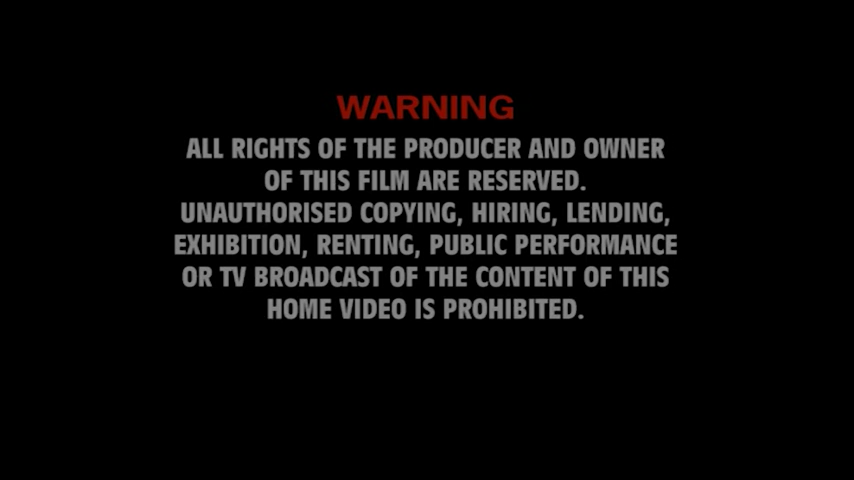 WARNING
ALL RIGHTS OF THE PRODUCER AND OWNER
OF THIS FILM ARE RESERVED.
UNAUTHORISED COPYING, HIRING, LENDING,
EXHIBITION, RENTING, PUBLIC PERFORMANCE
OR TV BROADCAST OF THE CONTENT OF THIS
HOME VIDEO IS PROHIBITED.